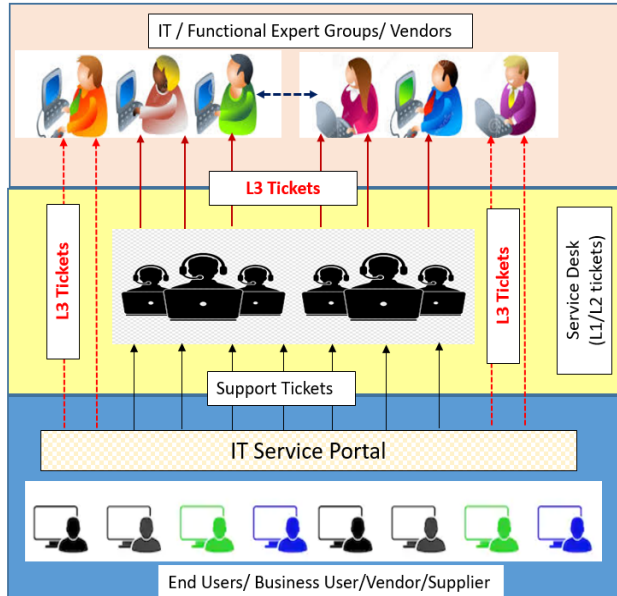 IT / Functional Expert Groups/ Vendors
L3 Tickets
L3 Tickets
L3 Tickets
Service Desk
(L1/L2 tickets)
Support Tickets
IT Service Portal
End Users/ Business User/Vendor/Supplier